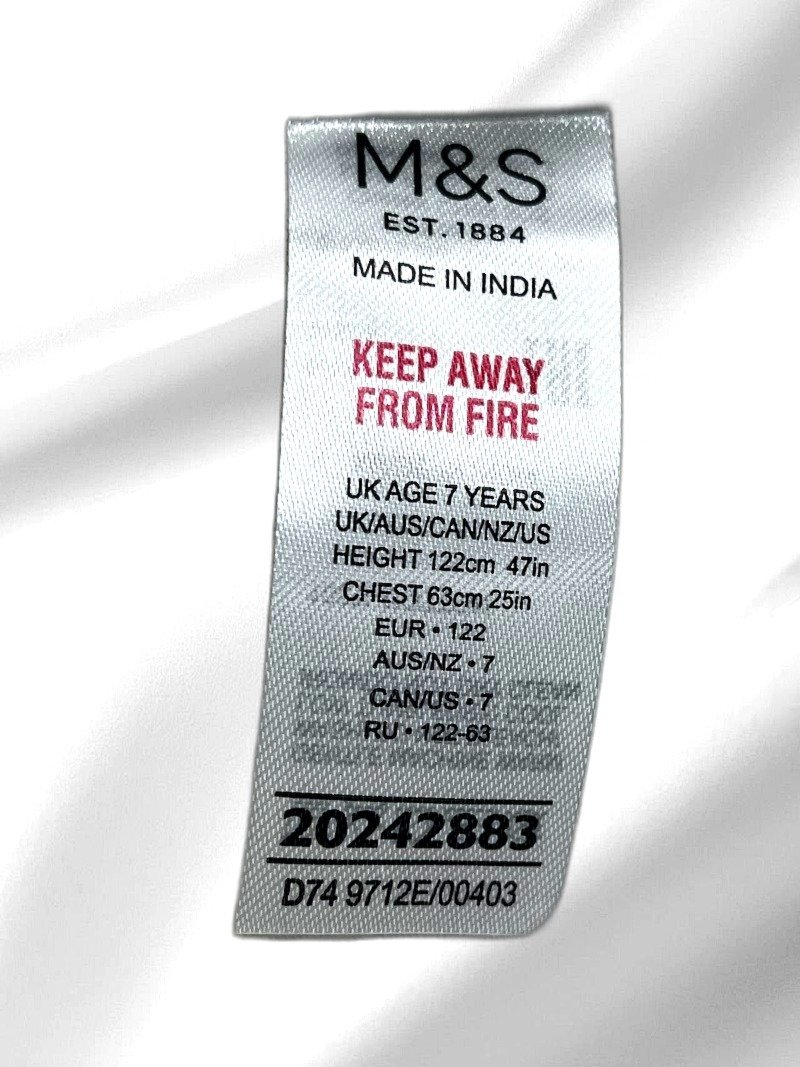 M&S
EST. 1884
MADE IN INDIA
KEEP AWAY
FROM FIRE
UK AGE 7 YEARS
UK/AUS/CAN/NZ/US
HEIGHT 122cm 47in
CHEST 63cm 25in
EUR • 122
AUS/NZ • 7
CAN/US • 7
RU • 122-63
20242883
D74 9712E/00403